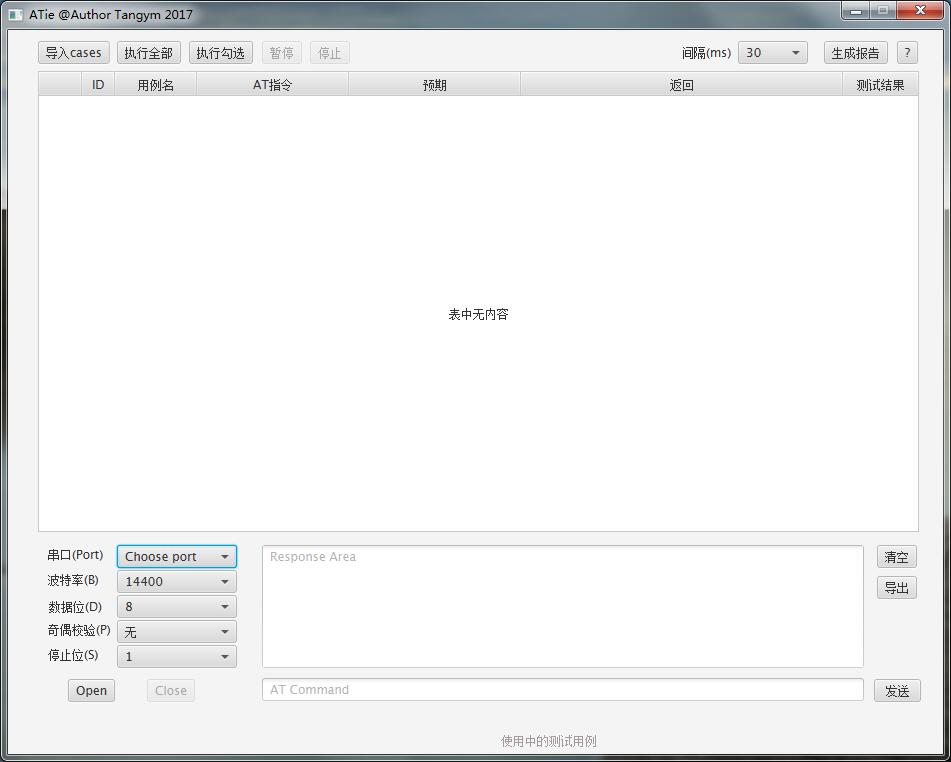 ATie @Author Tangym 2017
导入cases 执行全部 执行勾选 暂停 停止 间隔(ms) 30 生成报告 ?
ID 用例名 AT指令 预期 返回 测试结果
表中无内容
串口(Port) Choose port
波特率(B) 14400
数据位(D) 8
奇偶校验(P) 无
停止位(S) 1
Open Close
Response Area
清空
导出
AT Command 发送
使用中的测试用例